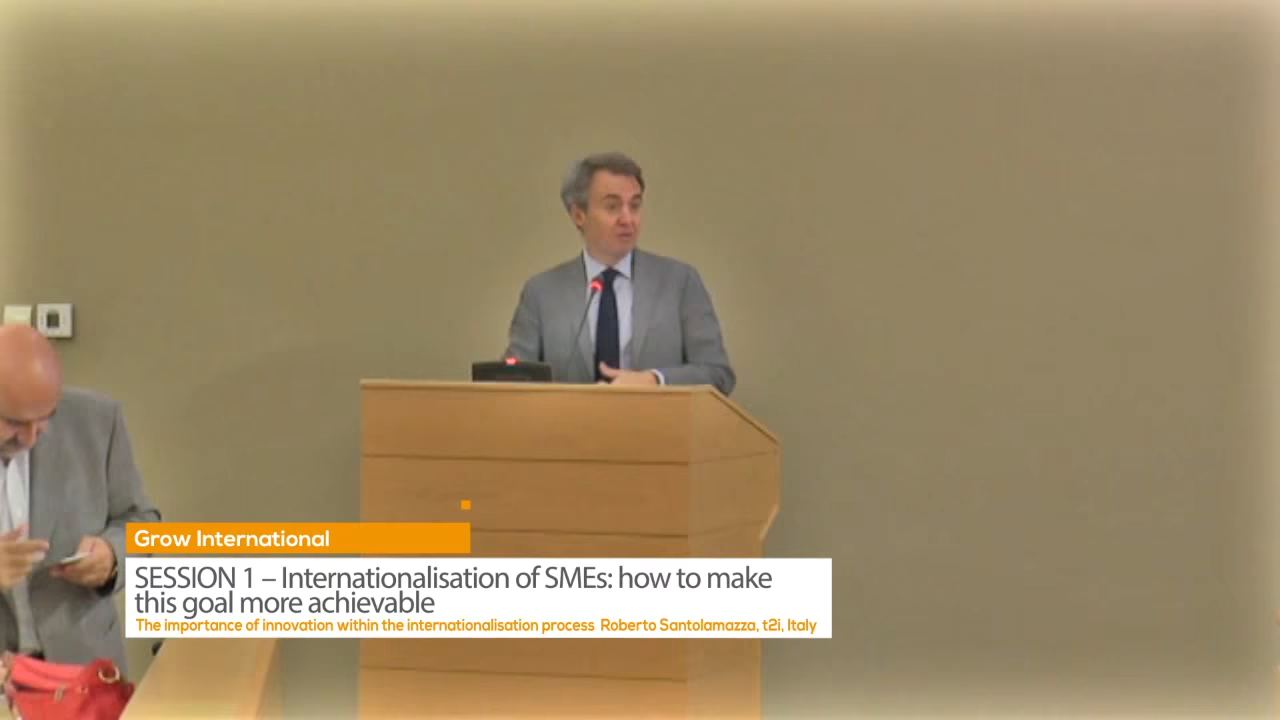 Grow International
SESSION 1 – Internationalisation of SMEs: how to make
this goal more achievable
The importance of innovation within the internationalisation process Roberto Santolamazza, t2i, Italy